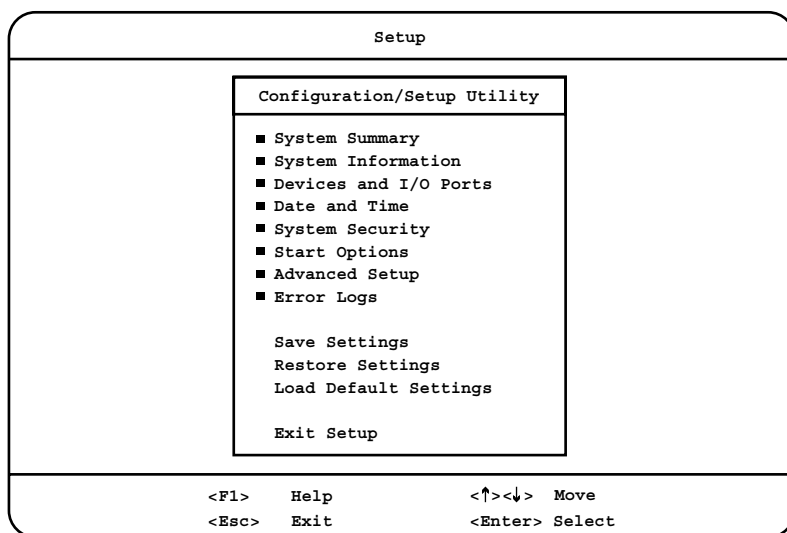 Setup
Configuration/Setup Utility
■ System Summary
■ System Information
■ Devices and I/O Ports
■ Date and Time
■ System Security
■ Start Options
■ Advanced Setup
■ Error Logs
Save Settings
Restore Settings
Load Default Settings
Exit Setup
<F1> Help <↑><↓> Move
<Esc> Exit <Enter> Select